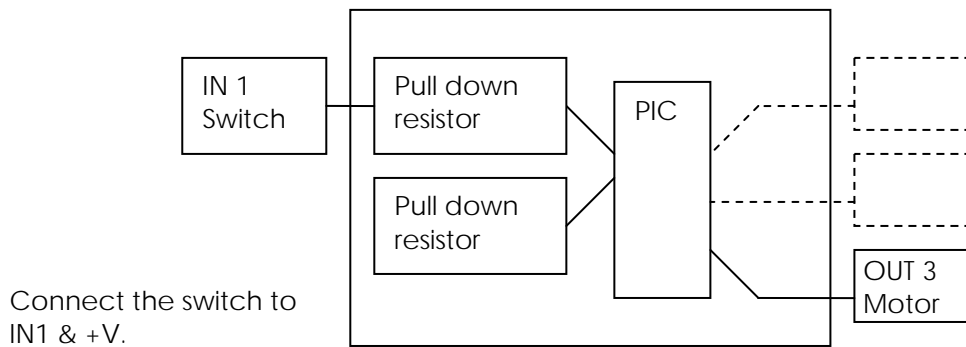 IN 1
Switch
Pull down
resistor
PIC
Pull down
resistor
OUT 3
Motor
Connect the switch to
IN1 & +V.